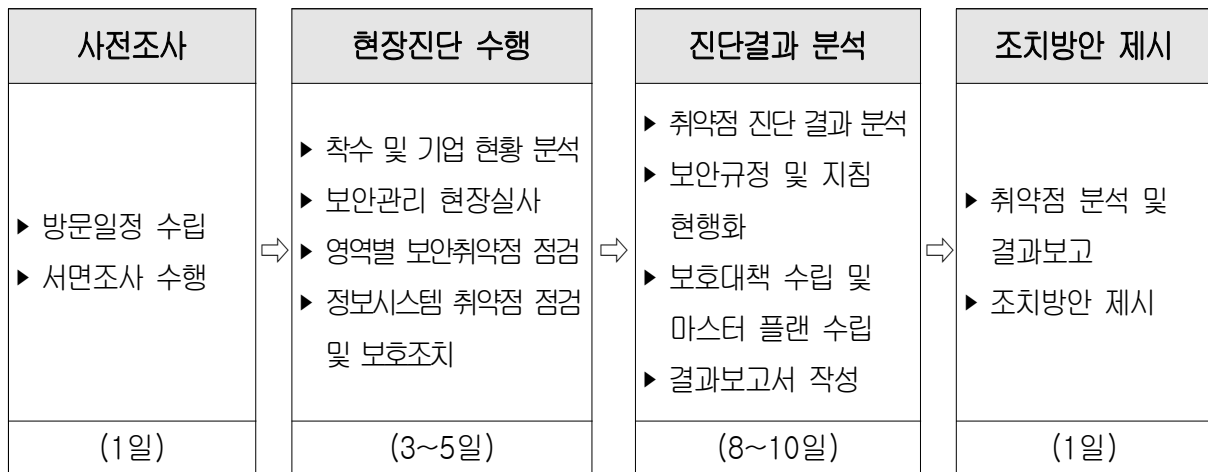 사전조사
▶ 방문일정 수립
▶ 서면조사 수행
(1일)
⇨
현장진단 수행
▶ 착수 및 기업 현황 분석
▶ 보안관리 현장실사
▶ 영역별 보안취약점 점검
▶ 정보시스템 취약점 점검
및 보호조치
(3~5일)
⇨
진단결과 분석
▶ 취약점 진단 결과 분석
▶ 보안규정 및 지침
현행화
▶ 보호대책 수립 및
마스터 플랜 수립
▶ 결과보고서 작성
(8~10일)
⇨
조치방안 제시
▶ 취약점 분석 및
결과보고
▶ 조치방안 제시
(1일)